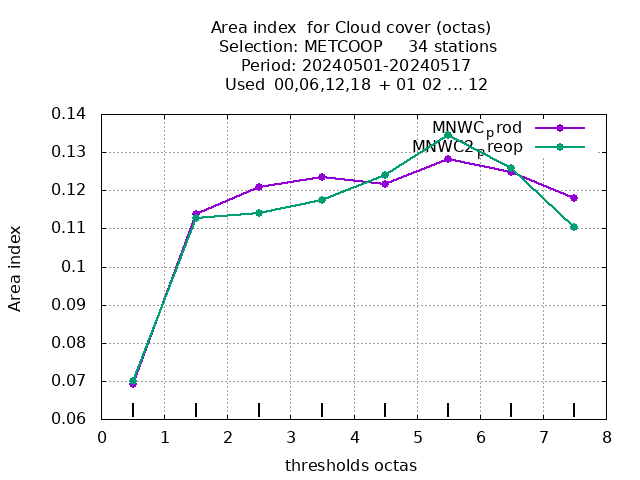 Area index  for Cloud cover (octas)
Selection: METCOOP     34 stations
Period: 20240501-20240517
Used  00,06,12,18  + 01 02 ... 12
MNWC_prod
MNWC2_preop
Area index
0.14
0.13
0.12
0.11
0.1
0.09
0.08
0.07
0.06
0 1 2 3 4 5 6 7 8
thresholds octas